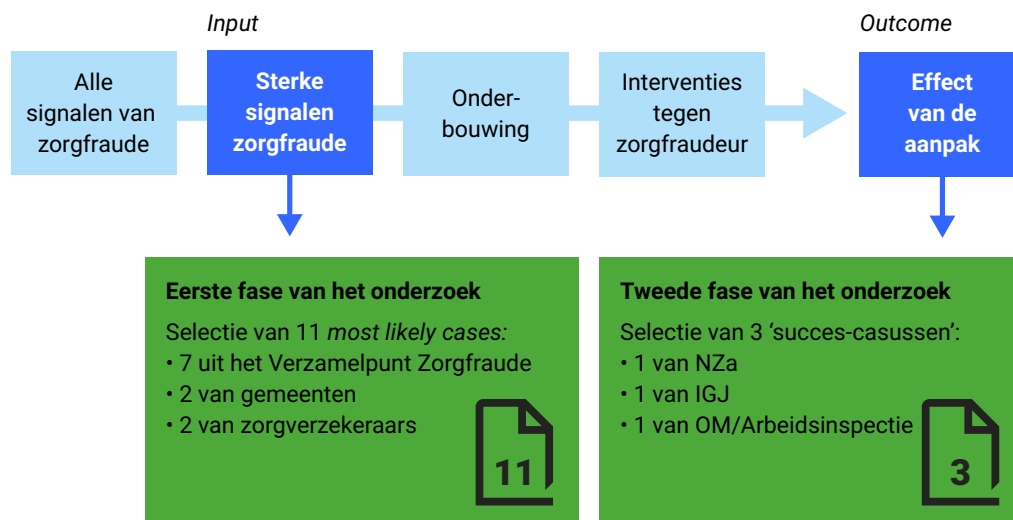 Input
Outcome
Alle
signalen van
zorgfraude
Sterke
signalen
zorgfraude
Onder-
bouwing
Interventies
tegen
zorgfraudeur
Effect
van de
aanpak
Eerste fase van het onderzoek
Selectie van 11 most likely cases:
• 7 uit het Verzamelpunt Zorgfraude
• 2 van gemeenten
• 2 van zorgverzekeraars
11
Tweede fase van het onderzoek
Selectie van 3 ‘succes-casussen’:
• 1 van NZa
• 1 van IGJ
• 1 van OM/Arbeidsinspectie
3